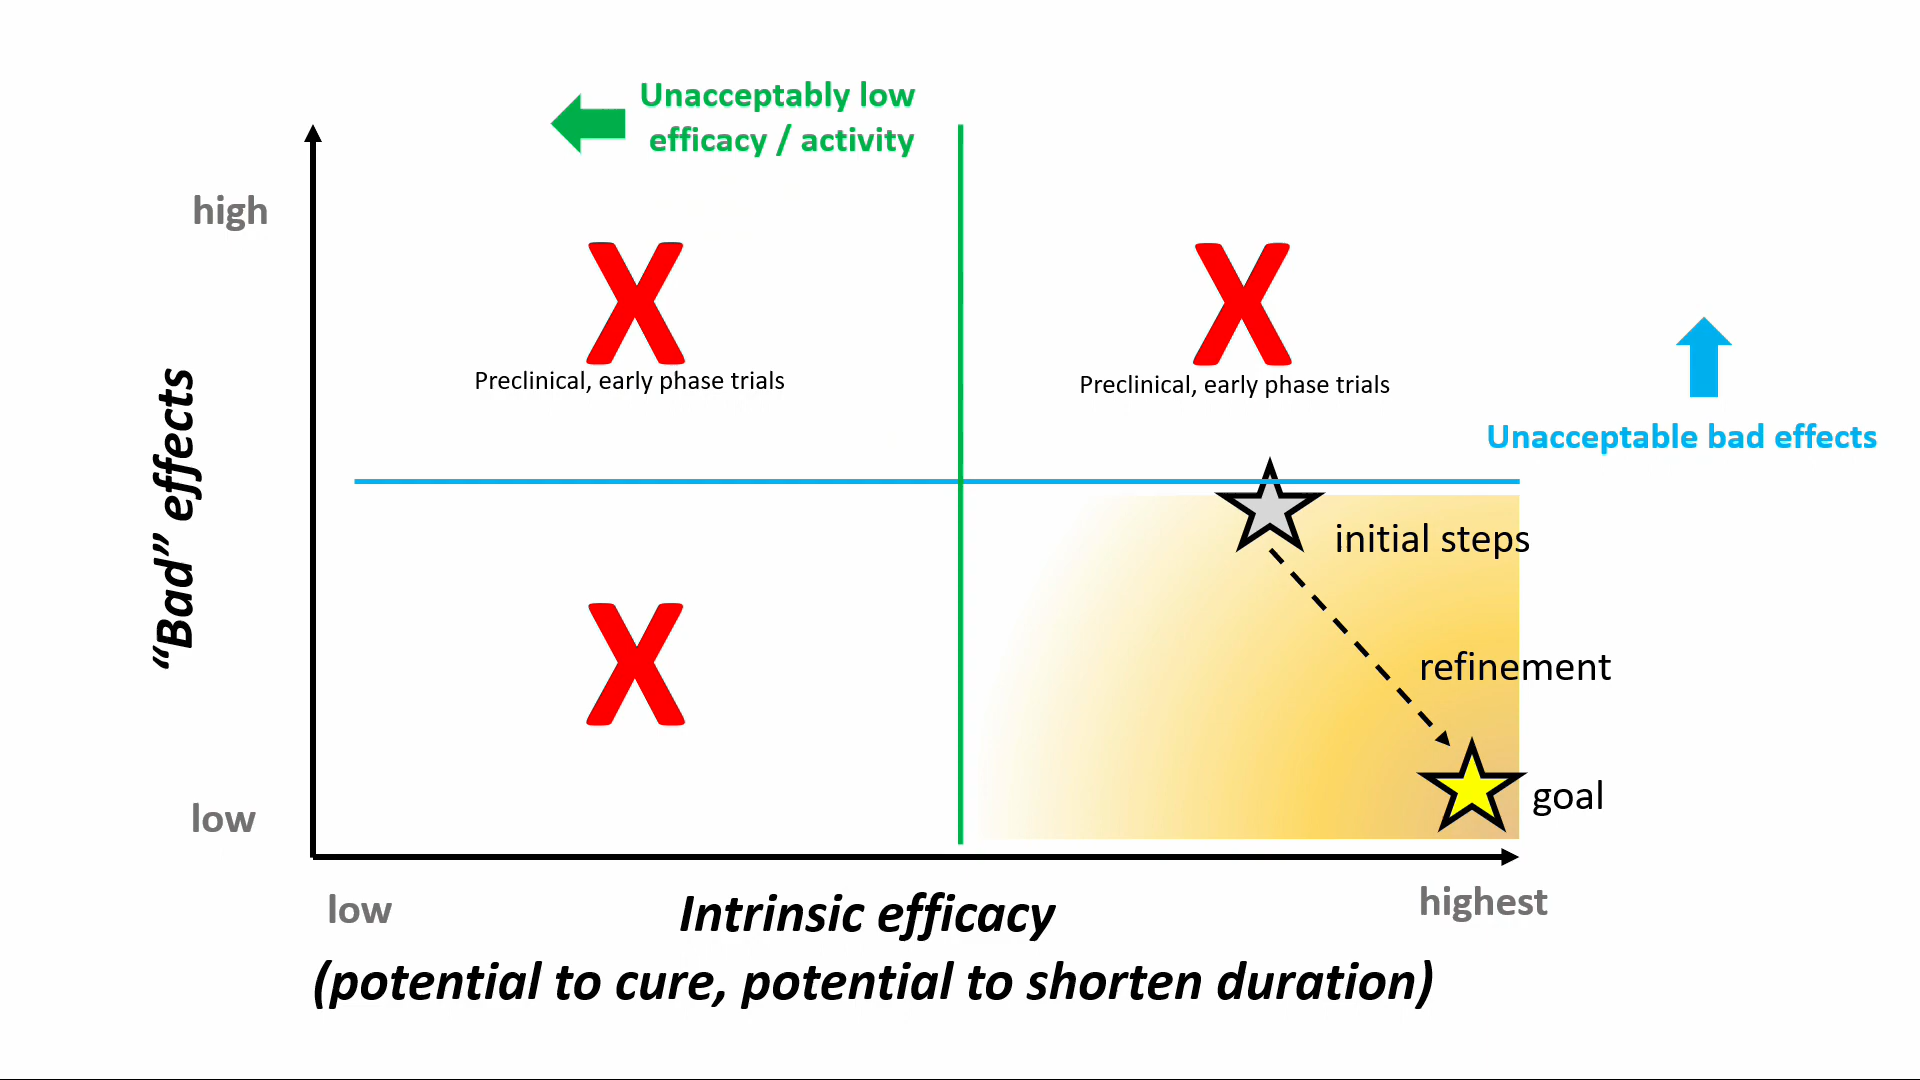 Unacceptably low
efficacy / activity
high
X
X
Preclinical, early phase trials
Preclinical, early phase trials
Unacceptable bad effects
“Bad” effects
initial steps
X
refinement
goal
low
low
highest
Intrinsic efficacy
(potential to cure, potential to shorten duration)